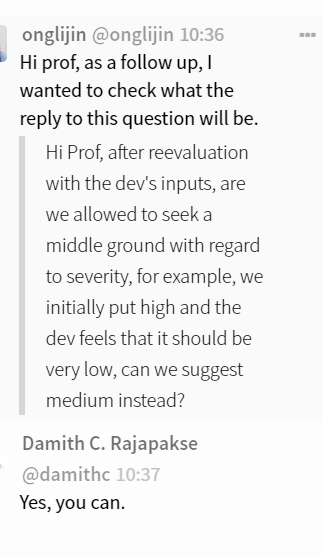 onglijin @onglijin 10:36
Hi prof, as a follow up, I
wanted to check what the
reply to this question will be.
Hi Prof, after reevaluation
with the dev's inputs, are
we allowed to seek a
middle ground with regard
to severity, for example, we
initially put high and the
dev feels that it should be
very low, can we suggest
medium instead?
Damith C. Rajapakse
@damithc 10:37
Yes, you can.